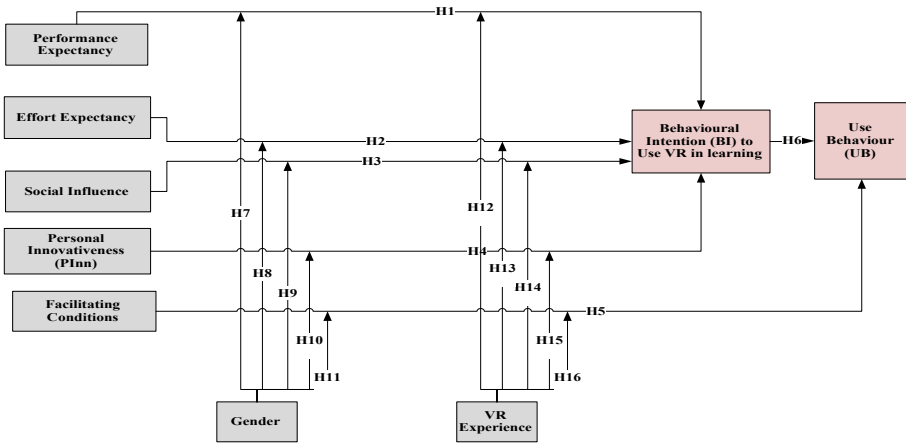 H1
Performance
Expectancy
Effort Expectancy
H2
Behavioural
Intention (BI) to
Use VR in learning
H6
Use
Behaviour
(UB)
H3
Social Influence
H7
H12
Personal
Innovativeness
(PInn)
H4
H8
H13
H9
H14
Facilitating
Conditions
H5
H10
H15
H11
H16
Gender
VR
Experience